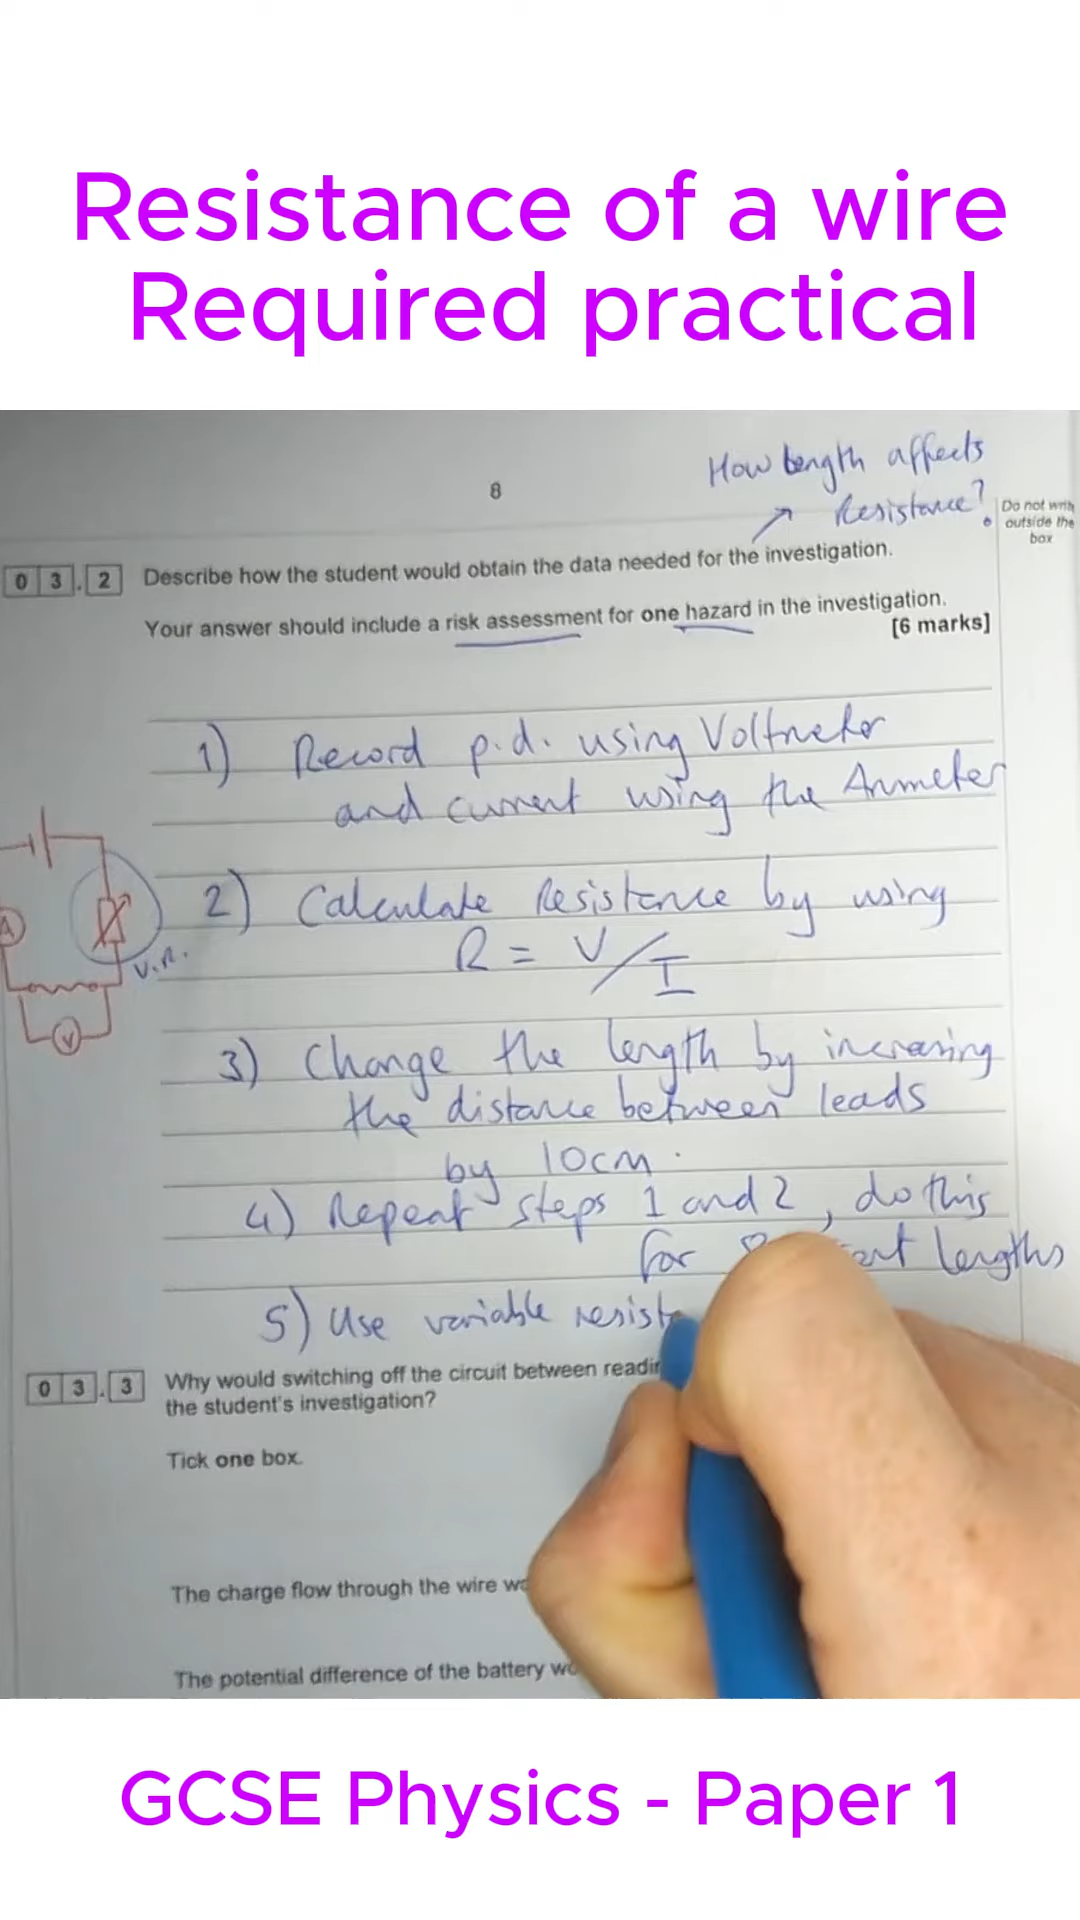 Resistance of a wire
Required practical
How length affects
Resistance?
8
Do not write
outside the
box
0 3 . 2 Describe how the student would obtain the data needed for the investigation.
Your answer should include a risk assessment for one hazard in the investigation.
[6 marks]
1) Record p.d. using Voltmeter
and current using the Ammeter
2) Calculate Resistance by using
R = V/I
A
V.R.
V
3) Change the length by increasing
the distance between leads
by 10cm.
4) Repeat steps 1 and 2, do this
for lengths
5) Use variable resist
0 3 . 3 Why would switching off the circuit between readin
the student's investigation?
Tick one box.
The charge flow through the wire wo
The potential difference of the battery wo
GCSE Physics - Paper 1